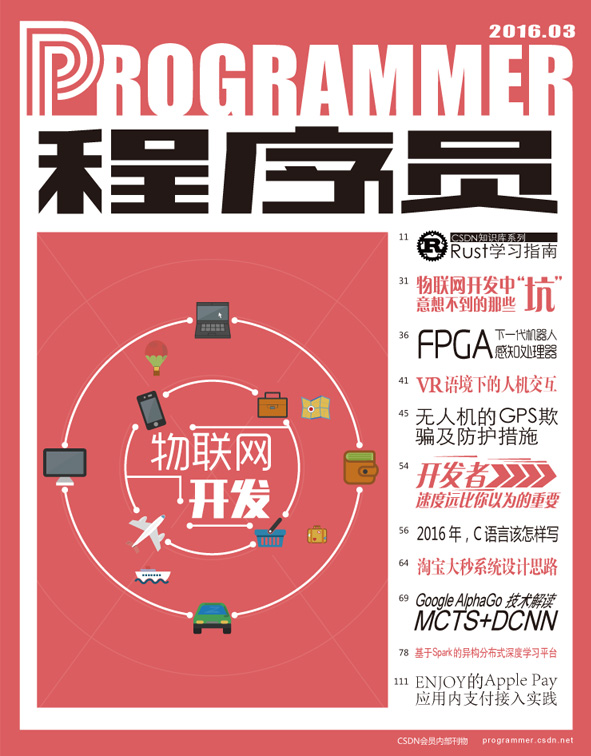 2016.03
PROGRAMMER
程序员
物联网
开发
11
CSDN知识库系列
Rust学习指南
31
物联网开发中“坑”
意想不到的那些
36
FPGA 下一代机器人
感知处理器
41
VR语境下的人机交互
45
无人机的GPS欺
骗及防护措施
54
开发者
速度远比你以为的重要
56
2016年，C语言该怎样写
64
淘宝大秒系统设计思路
69
Google AlphaGo 技术解读
MCTS+DCNN
78
基于Spark的异构分布式深度学习平台
111
ENJOY的Apple Pay
应用内支付接入实践
CSDN会员内部刊物 programmer.csdn.net